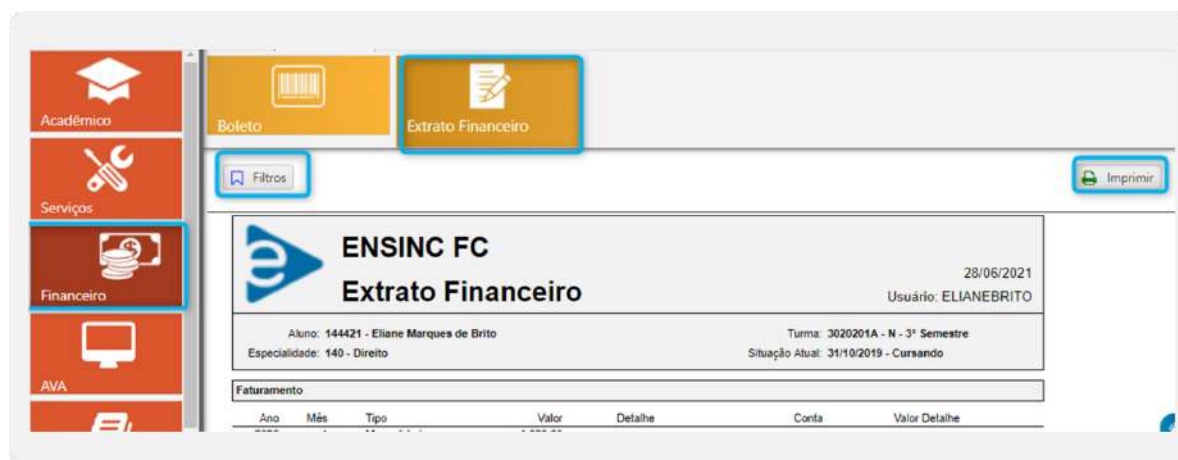 Acadêmico
Serviços
Financeiro
AVA
Boleto
Extrato Financeiro
Filtros
Imprimir
ENSINC FC
Extrato Financeiro
28/06/2021
Usuário: ELIANEBRITO
Aluno: 144421 - Eliane Marques de Brito
Turma: 3020201A - N - 3º Semestre
Especialidade: 140 - Direito
Situação Atual: 31/10/2019 - Cursando
Faturamento
Ano Mês Tipo Valor Detalhe Conta Valor Detalhe